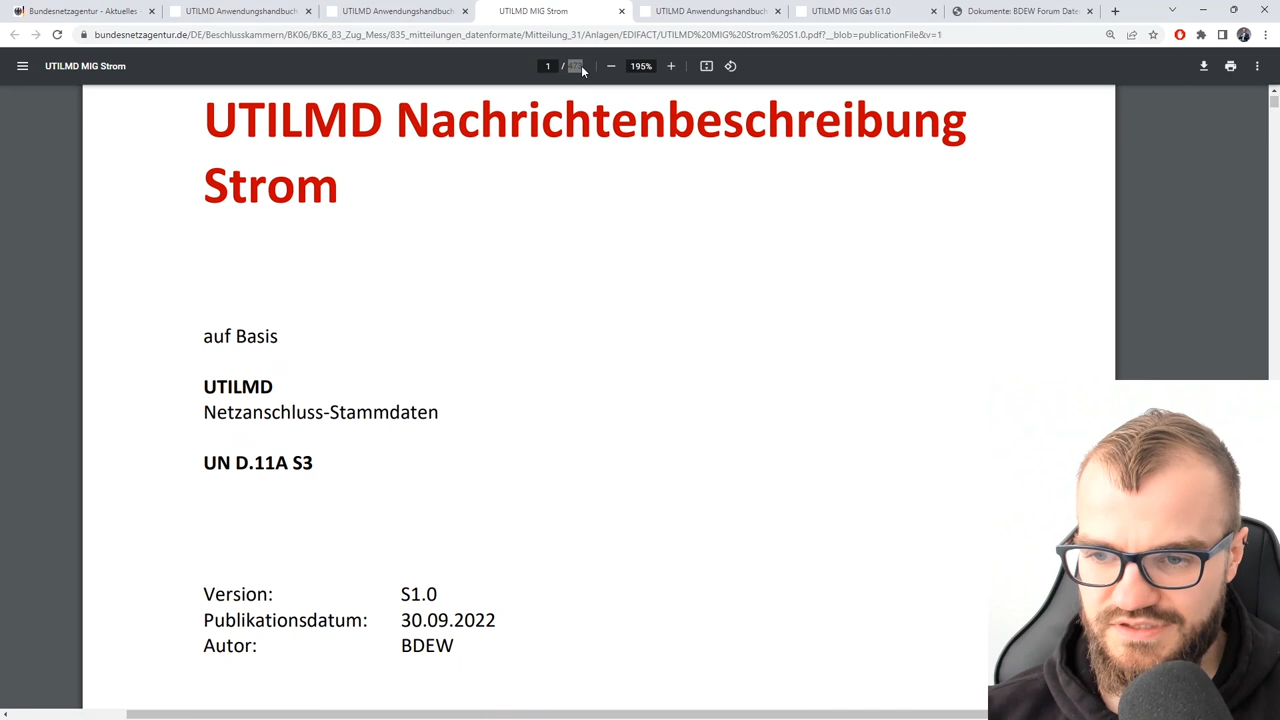 Bundesnetzagentur - Aktuelles
UTILMD Anwendungshandbuch
UTILMD Anwendungshandbuch
UTILMD MIG Strom
UTILMD Anwendungshandbuch
UTILMD MIG Gas G1.0
Dokumente: BDEW Forum Date
bundesnetzagentur.de/DE/Beschlusskammern/BK06/BK6_83_Zug_Mess/835_mitteilungen_datenformate/Mitteilung_31/Anlagen/EDIFACT/UTILMD%20MIG%20Strom%20S1.0.pdf?__blob=publicationFile&v=1
UTILMD MIG Strom
1 /
195%
UTILMD Nachrichtenbeschreibung
Strom
auf Basis
UTILMD
Netzanschluss-Stammdaten
UN D.11A S3
Version: S1.0
Publikationsdatum: 30.09.2022
Autor: BDEW